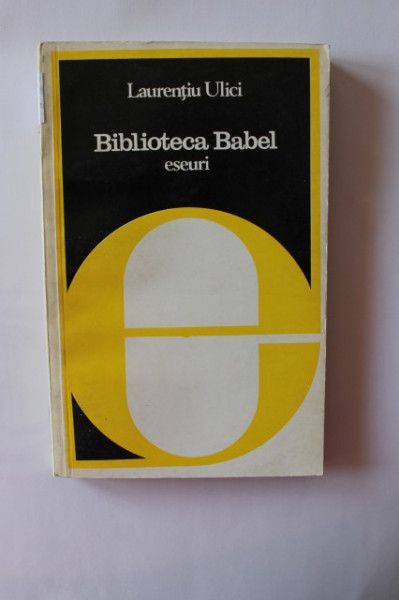 Laurențiu Ulici
Biblioteca Babel
eseuri
e